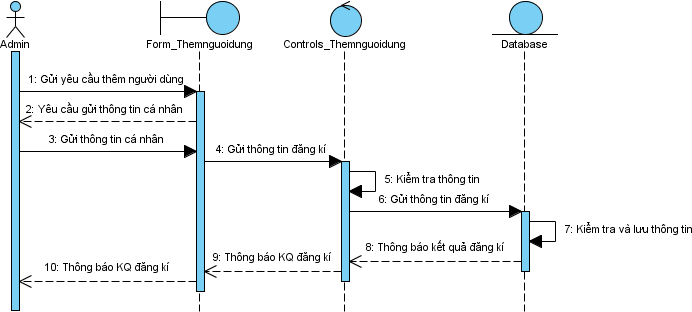 Admin
Form_Themnguoidung
Controls_Themnguoidung
Database
1: Gửi yêu cầu thêm người dùng
2: Yêu cầu gửi thông tin cá nhân
3: Gửi thông tin cá nhân
4: Gửi thông tin đăng kí
5: Kiểm tra thông tin
6: Gửi thông tin đăng kí
7: Kiểm tra và lưu thông tin
8: Thông báo kết quả đăng kí
9: Thông báo KQ đăng kí
10: Thông báo KQ đăng kí